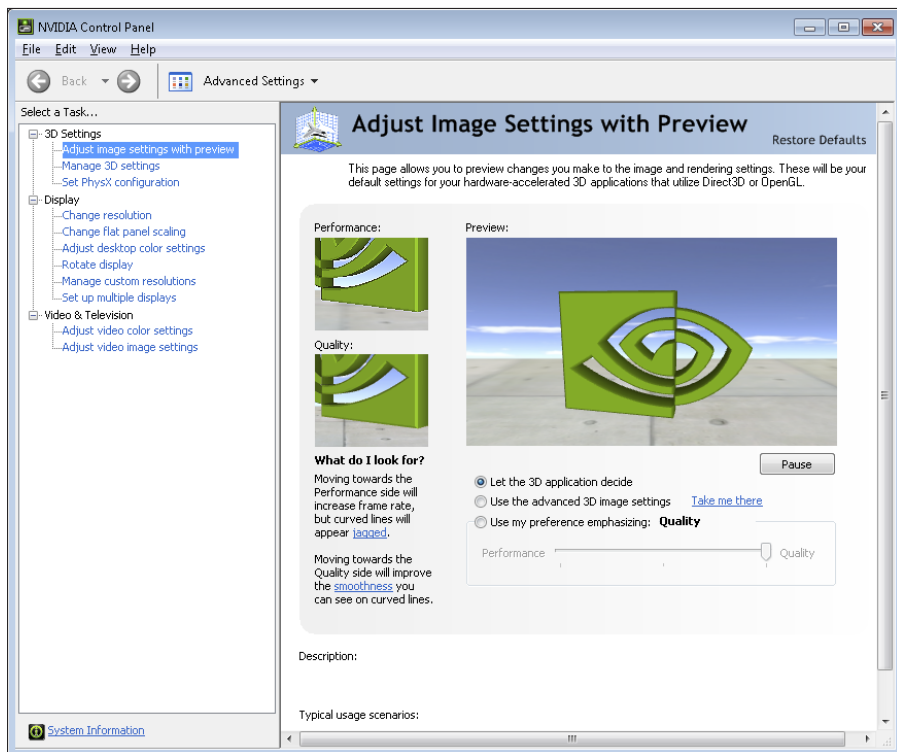 NVIDIA Control Panel
File Edit View Help
Back Advanced Settings
Select a Task...
3D Settings
Adjust image settings with preview
Manage 3D settings
Set PhysX configuration
Display
Change resolution
Change flat panel scaling
Adjust desktop color settings
Rotate display
Manage custom resolutions
Set up multiple displays
Video & Television
Adjust video color settings
Adjust video image settings
System Information
Adjust Image Settings with Preview
Restore Defaults
This page allows you to preview changes you make to the image and rendering settings. These will be your
default settings for your hardware-accelerated 3D applications that utilize Direct3D or OpenGL.
Performance:
Quality:
What do I look for?
Moving towards the
Performance side will
increase frame rate,
but curved lines will
appear jagged.
Moving towards the
Quality side will improve
the smoothness you
can see on curved lines.
Preview:
Pause
Let the 3D application decide
Use the advanced 3D image settings Take me there
Use my preference emphasizing: Quality
Performance Quality
Description:
Typical usage scenarios: